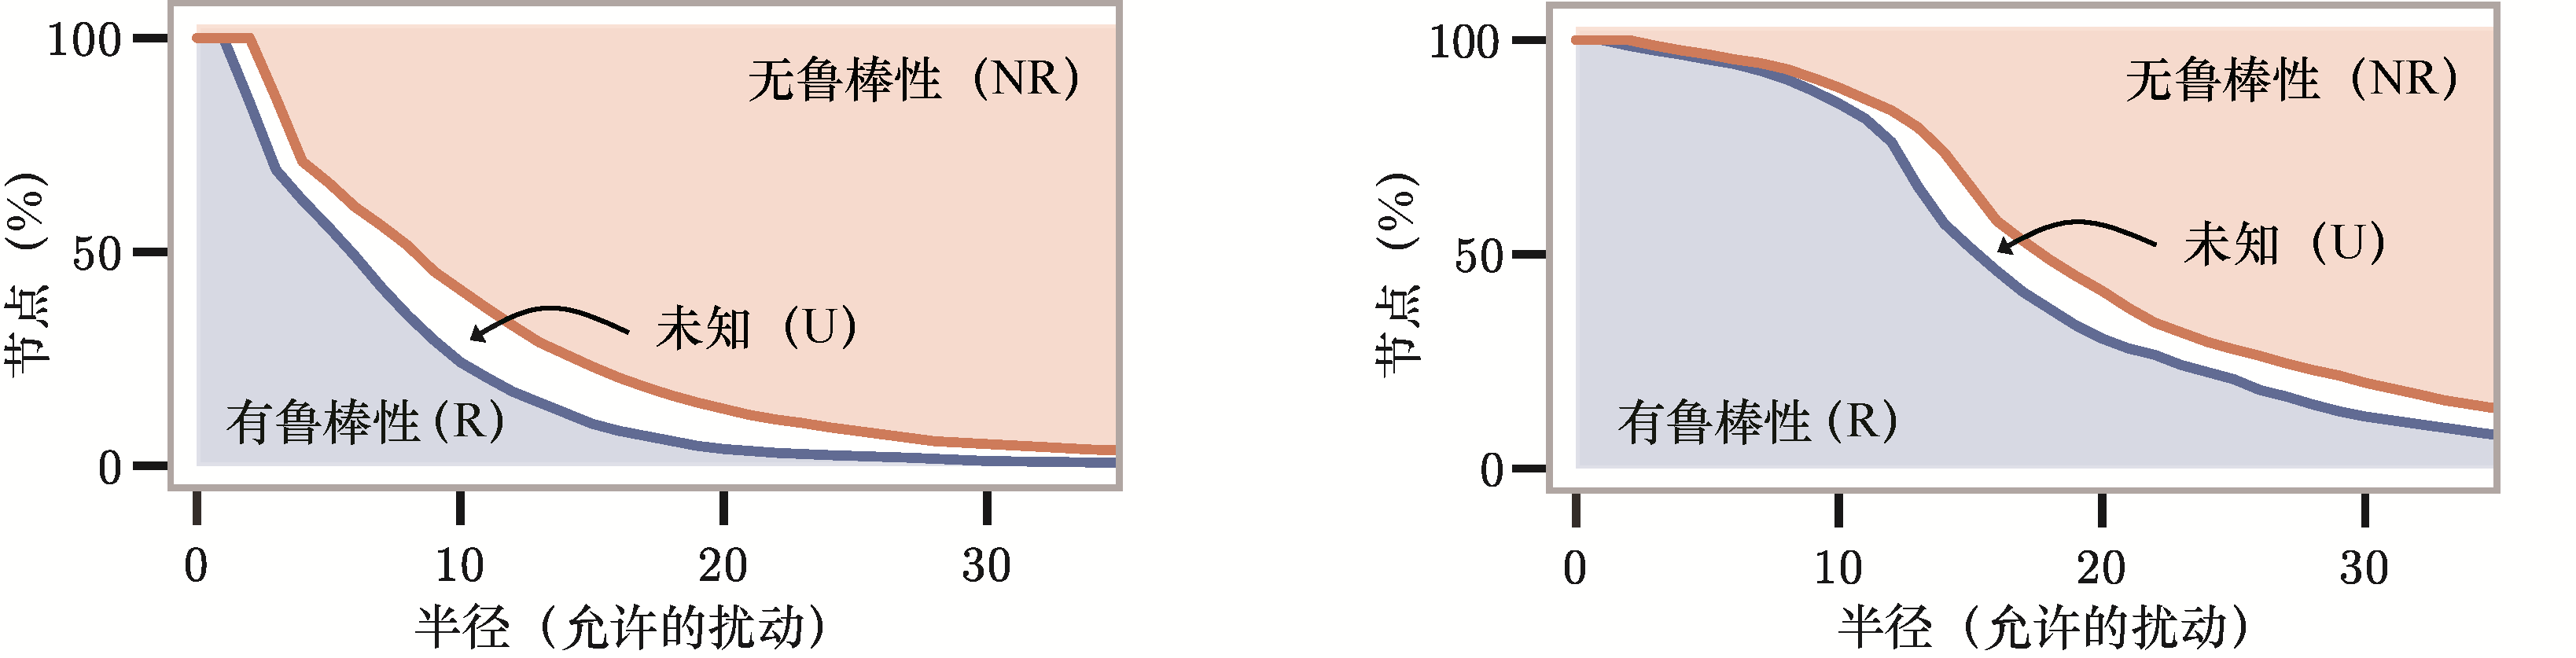 100
50
0
节点（%）
无鲁棒性（NR）
未知（U）
有鲁棒性（R）
0 10 20 30
半径（允许的扰动）
100
50
0
节点（%）
无鲁棒性（NR）
未知（U）
有鲁棒性（R）
0 10 20 30
半径（允许的扰动）